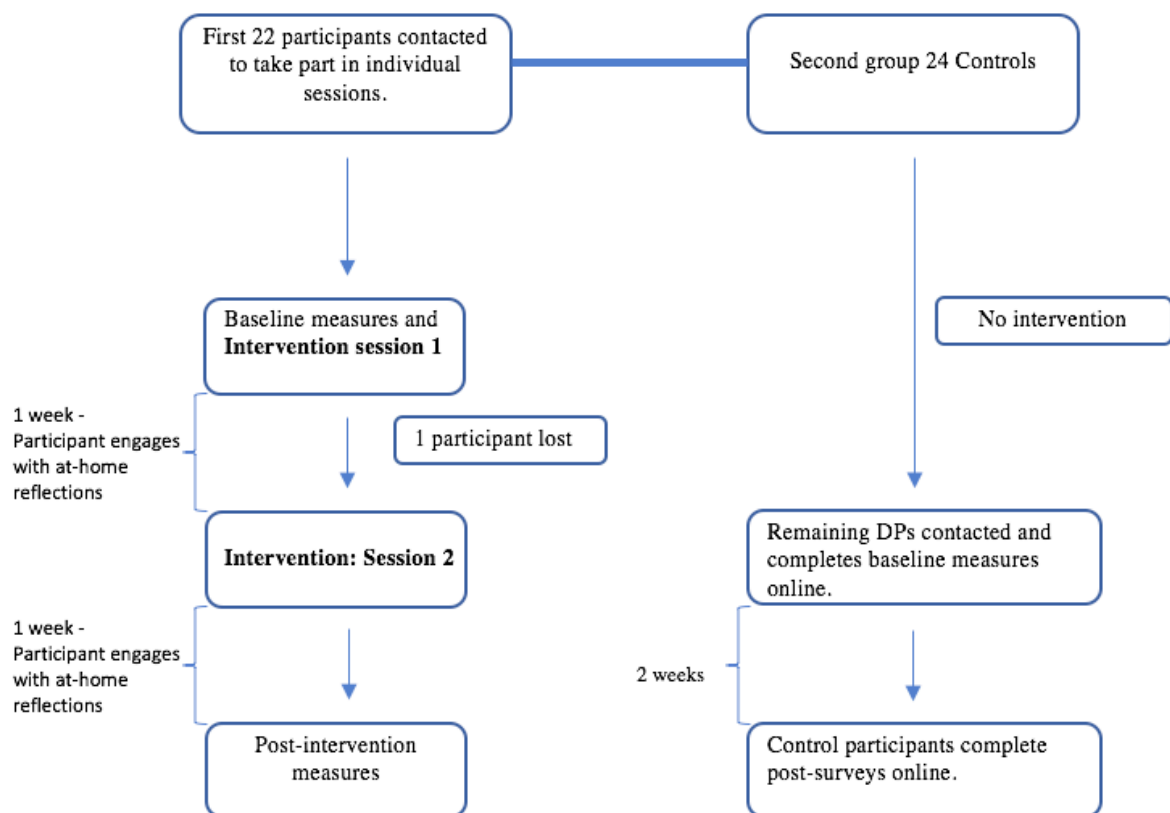 First 22 participants contacted
to take part in individual
sessions.
Second group 24 Controls
Baseline measures and
Intervention session 1
No intervention
1 week -
Participant engages
with at-home
reflections
1 participant lost
Intervention: Session 2
Remaining DPs contacted and
completes baseline measures
online.
1 week -
Participant engages
with at-home
reflections
2 weeks
Post-intervention
measures
Control participants complete
post-surveys online.